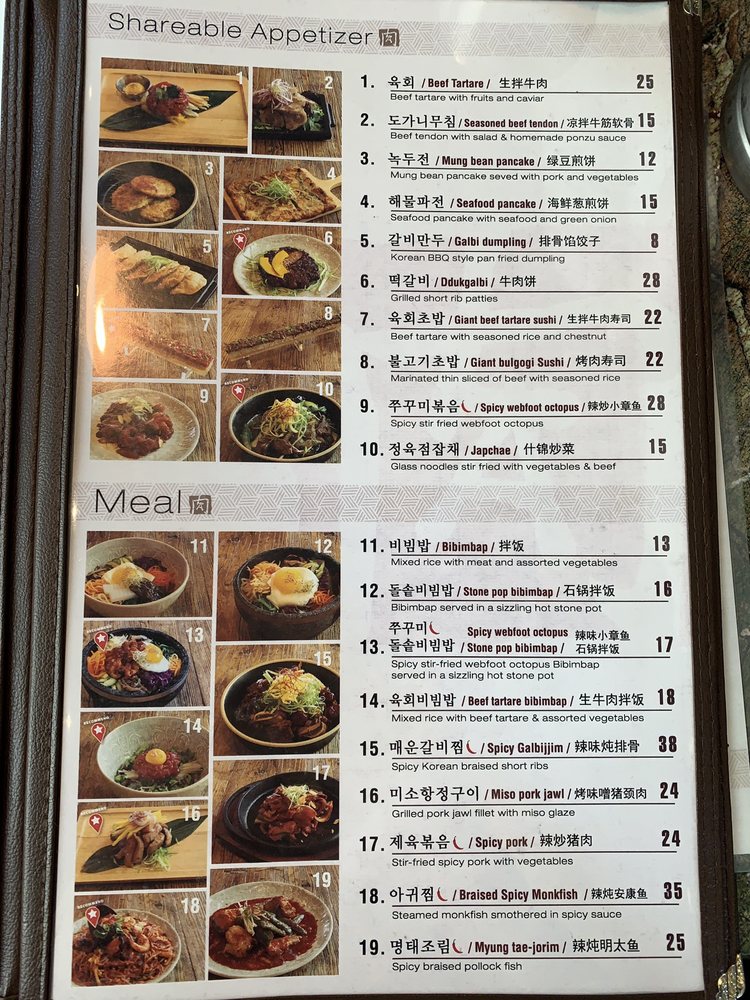 Shareable Appetizer 肉
1. 육회 / Beef Tartare / 生拌牛肉 25
Beef tartare with fruits and caviar
2. 도가니무침 / Seasoned beef tendon / 凉拌牛筋软骨 15
Beef tendon with salad & homemade ponzu sauce
3. 녹두전 / Mung bean pancake / 绿豆煎饼 12
Mung bean pancake seved with pork and vegetables
4. 해물파전 / Seafood pancake / 海鲜葱煎饼 15
Seafood pancake with seafood and green onion
5. 갈비만두 / Galbi dumpling / 排骨馅饺子 8
Korean BBQ style pan fried dumpling
6. 떡갈비 / Ddukgalbi / 牛肉饼 28
Grilled short rib patties
7. 육회초밥 / Giant beef tartare sushi / 生拌牛肉寿司 22
Beef tartare with seasoned rice and chestnut
8. 불고기초밥 / Giant bulgogi Sushi / 烤肉寿司 22
Marinated thin sliced of beef with seasoned rice
9. 쭈꾸미볶음 / Spicy webfoot octopus / 辣炒小章鱼 28
Spicy stir fried webfoot octopus
10. 정육점잡채 / Japchae / 什锦炒菜 15
Glass noodles stir fried with vegetables & beef
1
2
3
4
5
RECOMMEND
6
7
8
9
RECOMMEND
10
Meal 肉
11. 비빔밥 / Bibimbap / 拌饭 13
Mixed rice with meat and assorted vegetables
12. 돌솥비빔밥 / Stone pop bibimbap / 石锅拌饭 16
Bibimbap served in a sizzling hot stone pot
쭈꾸미 Spicy webfoot octopus 辣味小章鱼
13. 돌솥비빔밥 / Stone pop bibimbap / 石锅拌饭 17
Spicy stir-fried webfoot octopus Bibimbap
served in a sizzling hot stone pot
14. 육회비빔밥 / Beef tartare bibimbap / 生牛肉拌饭 18
Mixed rice with beef tartare & assorted vegetables
15. 매운갈비찜 / Spicy Galbijjim / 辣味炖排骨 38
Spicy Korean braised short ribs
16. 미소항정구이 / Miso pork jawl / 烤味噌猪颈肉 24
Grilled pork jawl fillet with miso glaze
17. 제육볶음 / Spicy pork / 辣炒猪肉 24
Stir-fried spicy pork with vegetables
18. 아귀찜 / Braised Spicy Monkfish / 辣炖安康鱼 35
Steamed monkfish smothered in spicy sauce
19. 명태조림 / Myung tae-jorim / 辣炖明太鱼 25
Spicy braised pollock fish
11
12
RECOMMEND
13
15
RECOMMEND
14
17
RECOMMEND
16
RECOMMEND
18
19